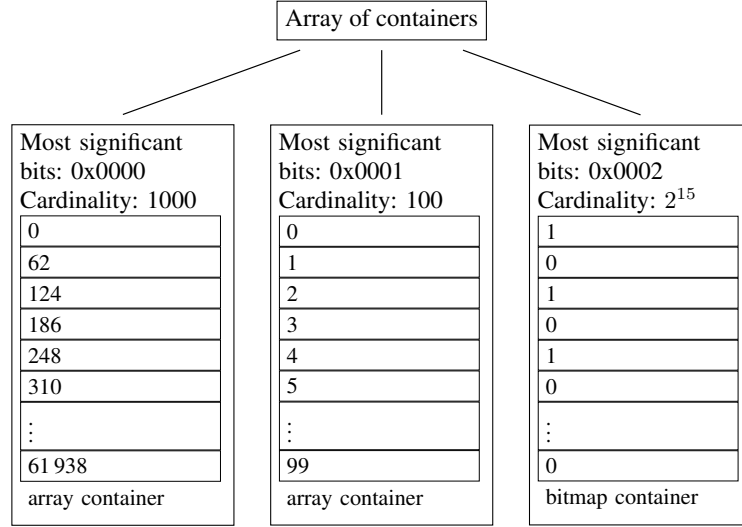 Array of containers
Most significant
bits: 0x0000
Cardinality: 1000
0
62
124
186
248
310
⋮
61 938
array container
Most significant
bits: 0x0001
Cardinality: 100
0
1
2
3
4
5
⋮
99
array container
Most significant
bits: 0x0002
Cardinality: 2¹⁵
1
0
1
0
1
0
⋮
0
bitmap container